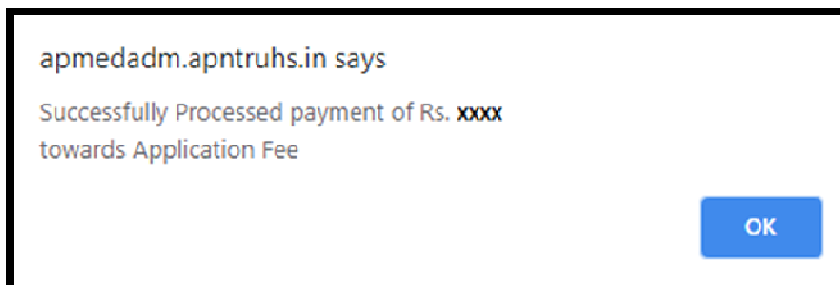 apmedadm.apntruhs.in says
Successfully Processed payment of Rs. xxxx
towards Application Fee
OK